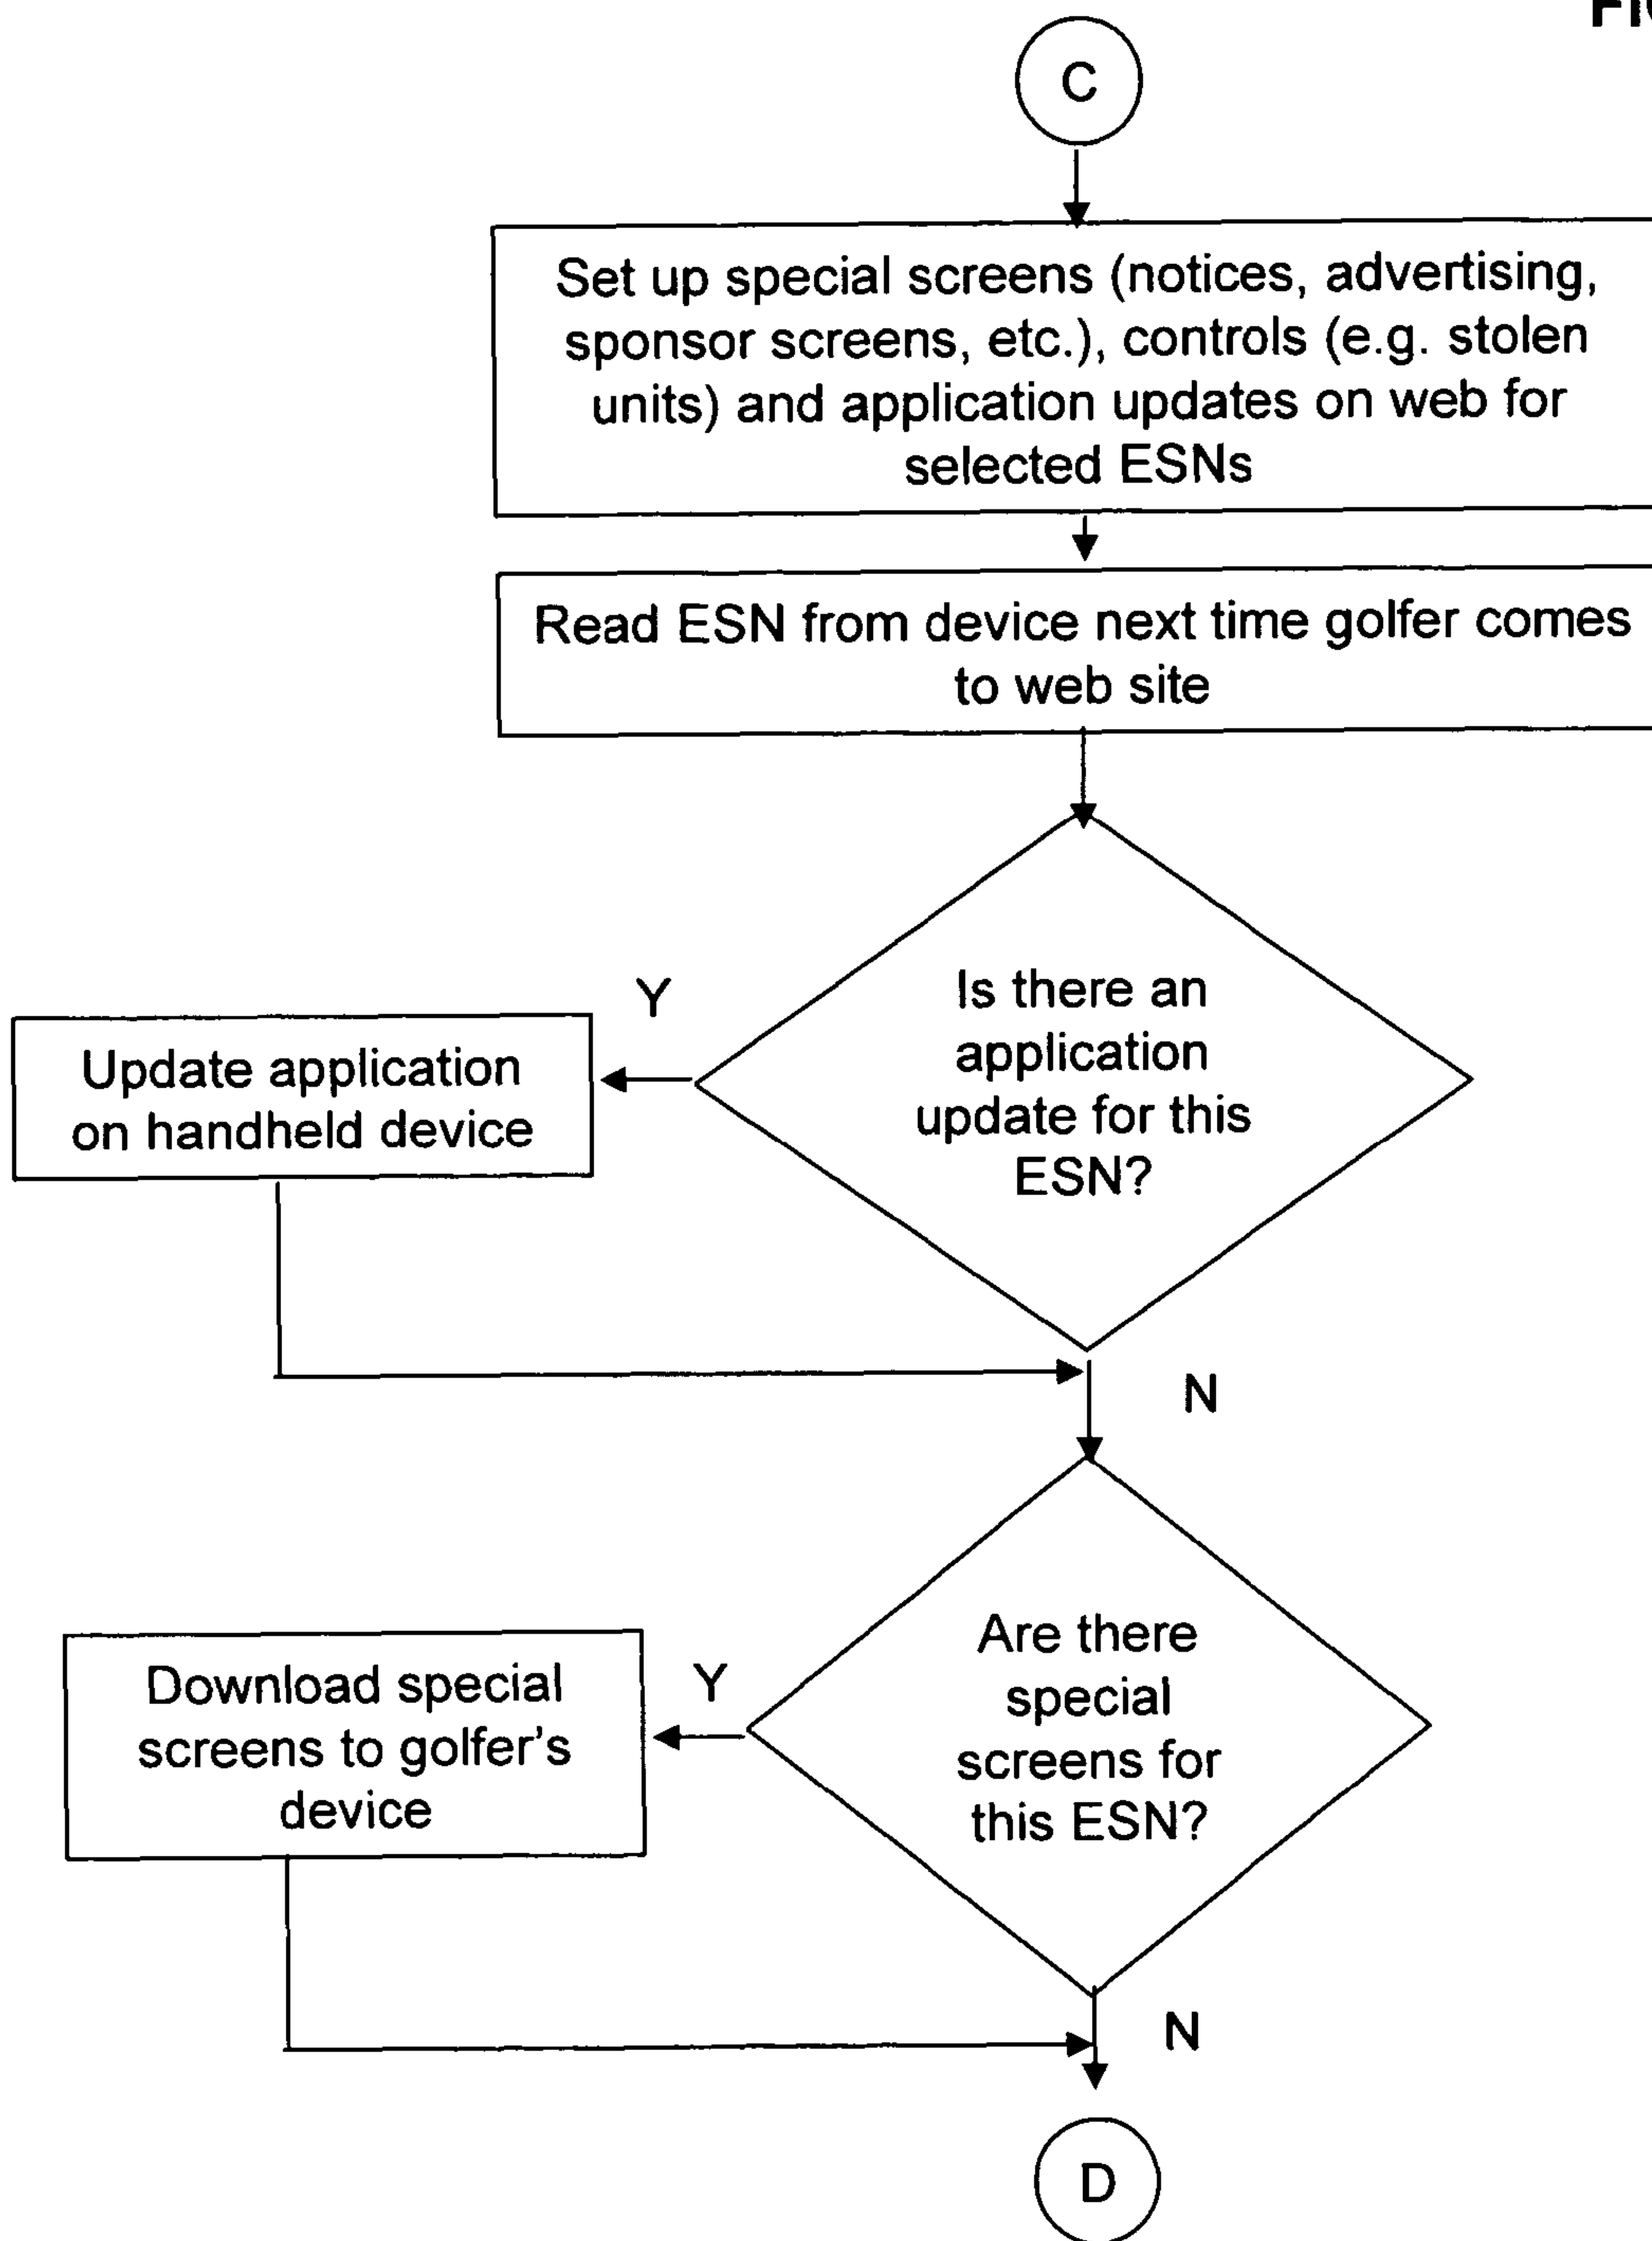 C
Set up special screens (notices, advertising,
sponsor screens, etc.), controls (e.g. stolen
units) and application updates on web for
selected ESNs
Read ESN from device next time golfer comes
to web site
Is there an
application
update for this
ESN?
Y
Update application
on handheld device
N
Are there
special
screens for
this ESN?
Y
Download special
screens to golfer's
device
N
D